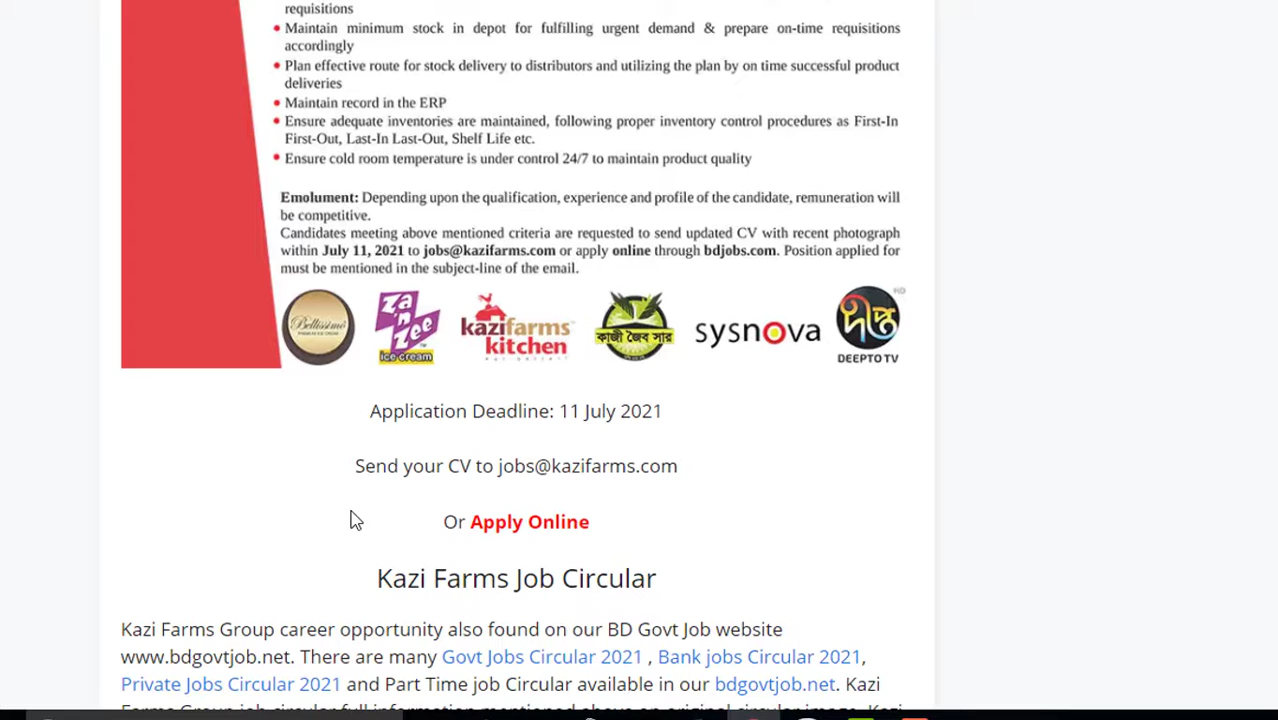 requisitions
• Maintain minimum stock in depot for fulfilling urgent demand & prepare on-time requisitions
accordingly
• Plan effective route for stock delivery to distributors and utilizing the plan by on time successful product
deliveries
• Maintain record in the ERP
• Ensure adequate inventories are maintained, following proper inventory control procedures as First-In
First-Out, Last-In Last-Out, Shelf Life etc.
• Ensure cold room temperature is under control 24/7 to maintain product quality
Emolument: Depending upon the qualification, experience and profile of the candidate, remuneration will
be competitive.
Candidates meeting above mentioned criteria are requested to send updated CV with recent photograph
within July 11, 2021 to jobs@kazifarms.com or apply online through bdjobs.com. Position applied for
must be mentioned in the subject-line of the email.
Bellissimo
PREMIUM ICE CREAM
za
n
zee
ice cream
kazifarms
kitchen
কাজী জৈব সার
sysnova
দীপ্ত
HD
DEEPTO TV
Application Deadline: 11 July 2021
Send your CV to jobs@kazifarms.com
Or Apply Online
Kazi Farms Job Circular
Kazi Farms Group career opportunity also found on our BD Govt Job website
www.bdgovtjob.net. There are many Govt Jobs Circular 2021 , Bank jobs Circular 2021,
Private Jobs Circular 2021 and Part Time job Circular available in our bdgovtjob.net. Kazi